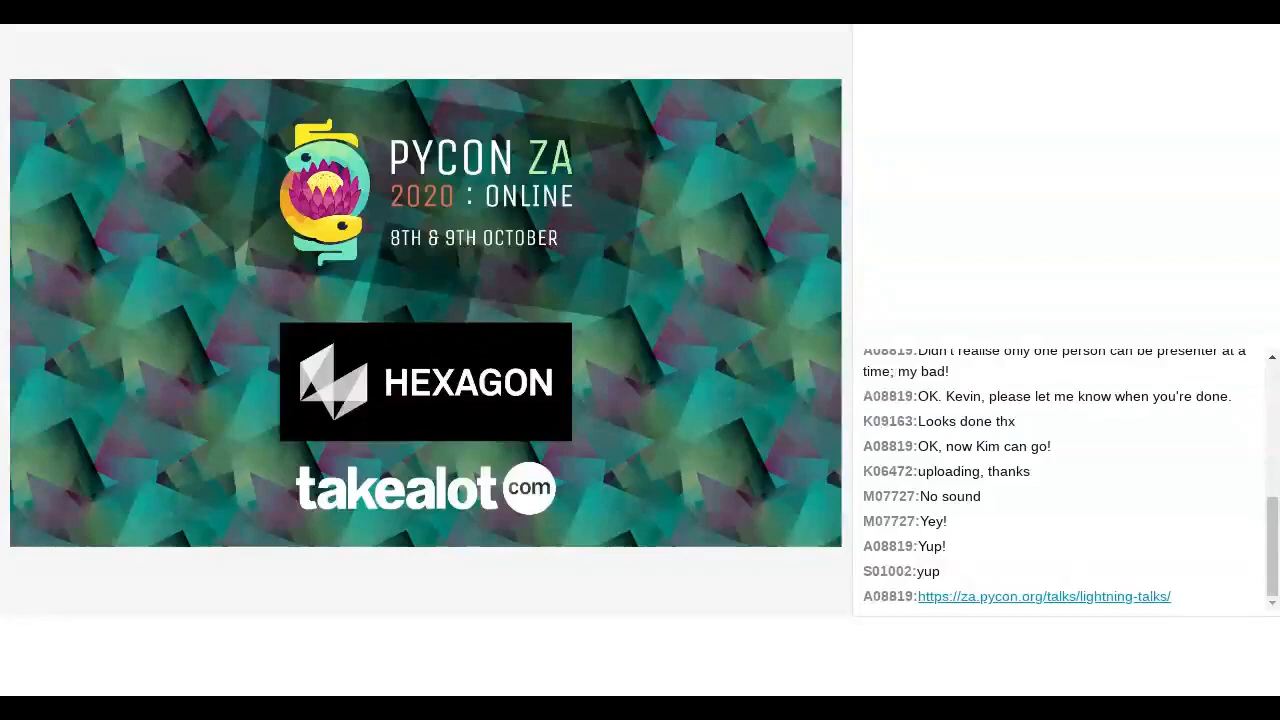 PYCON ZA
2020 : ONLINE
8TH & 9TH OCTOBER
HEXAGON
takealot com
A08819:Didn't realise only one person can be presenter at a
time; my bad!
A08819:OK. Kevin, please let me know when you're done.
K09163:Looks done thx
A08819:OK, now Kim can go!
K06472:uploading, thanks
M07727:No sound
M07727:Yey!
A08819:Yup!
S01002:yup
A08819:https://za.pycon.org/talks/lightning-talks/